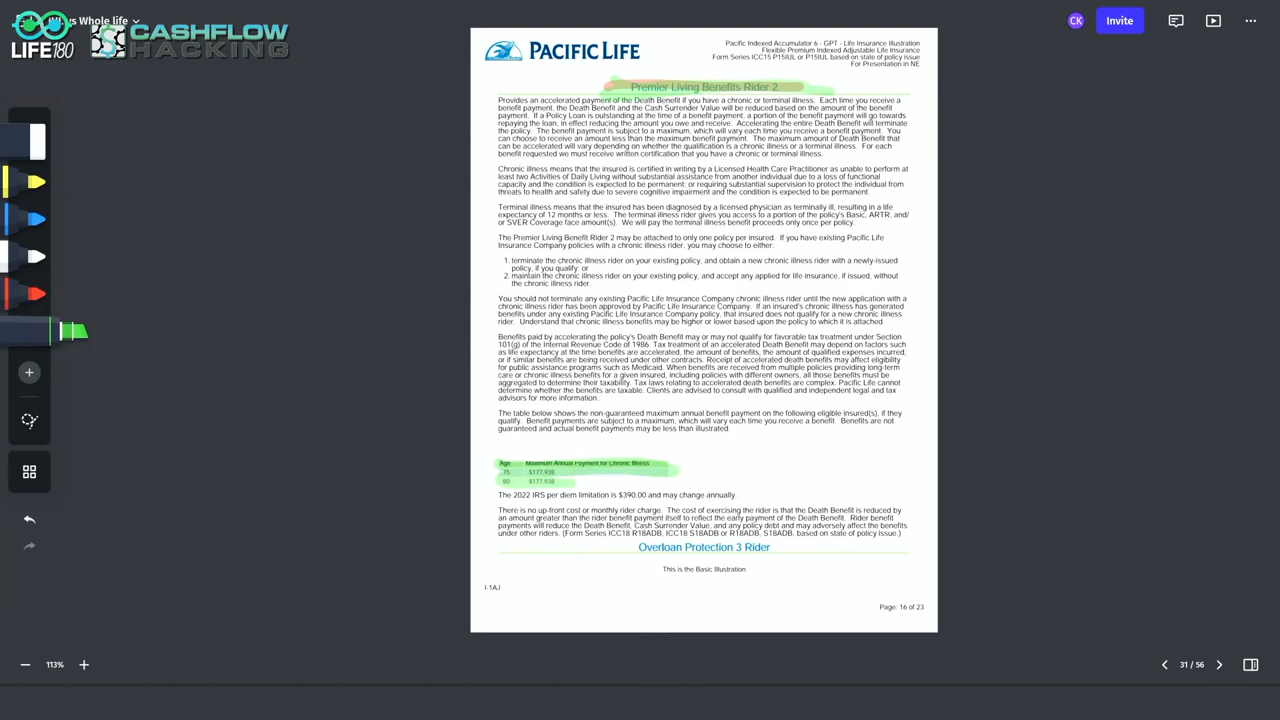 LIFE180
CASHFLOW
HACKING
Whole life
CK
Invite
PACIFIC LIFE
Pacific Indexed Accumulator 6 - GPT - Life Insurance Illustration
Flexible Premium Indexed Adjustable Life Insurance
Form Series ICC15 P15IUL or P15IUL based on state of policy issue
For Presentation in NE
Premier Living Benefits Rider 2
Provides an accelerated payment of the Death Benefit if you have a chronic or terminal illness. Each time you receive a
benefit payment, the Death Benefit and the Cash Surrender Value will be reduced based on the amount of the benefit
payment. If a Policy Loan is outstanding at the time of a benefit payment, a portion of the benefit payment will go towards
repaying the loan, in effect reducing the amount you owe and receive. Accelerating the entire Death Benefit will terminate
the policy. The benefit payment is subject to a maximum, which will vary each time you receive a benefit payment. You
can choose to receive an amount less than the maximum benefit payment. The maximum amount of Death Benefit that
can be accelerated will vary depending on whether the qualification is a chronic illness or a terminal illness. For each
benefit requested we must receive written certification that you have a chronic or terminal illness.
Chronic illness means that the insured is certified in writing by a Licensed Health Care Practitioner as unable to perform at
least two Activities of Daily Living without substantial assistance from another individual due to a loss of functional
capacity and the condition is expected to be permanent: or requiring substantial supervision to protect the individual from
threats to health and safety due to severe cognitive impairment and the condition is expected to be permanent.
Terminal illness means that the insured has been diagnosed by a licensed physician as terminally ill, resulting in a life
expectancy of 12 months or less. The terminal illness rider gives you access to a portion of the policy's Basic, ARTR, and/
or SVER Coverage face amount(s). We will pay the terminal illness benefit proceeds only once per policy.
The Premier Living Benefit Rider 2 may be attached to only one policy per insured. If you have existing Pacific Life
Insurance Company policies with a chronic illness rider, you may choose to either:
1. terminate the chronic illness rider on your existing policy, and obtain a new chronic illness rider with a newly-issued
policy, if you qualify: or
2. maintain the chronic illness rider on your existing policy, and accept any applied for life insurance, if issued, without
the chronic illness rider.
You should not terminate any existing Pacific Life Insurance Company chronic illness rider until the new application with a
chronic illness rider has been approved by Pacific Life Insurance Company. If an insured's chronic illness has generated
benefits under any existing Pacific Life Insurance Company policy, that insured does not qualify for a new chronic illness
rider. Understand that chronic illness benefits may be higher or lower based upon the policy to which it is attached.
Benefits paid by accelerating the policy's Death Benefit may or may not qualify for favorable tax treatment under Section
101(g) of the Internal Revenue Code of 1986. Tax treatment of an accelerated Death Benefit may depend on factors such
as life expectancy at the time benefits are accelerated, the amount of benefits, the amount of qualified expenses incurred,
or if similar benefits are being received under other contracts. Receipt of accelerated death benefits may affect eligibility
for public assistance programs such as Medicaid. When benefits are received from multiple policies providing long-term
care or chronic illness benefits for a given insured, including policies with different owners, all those benefits must be
aggregated to determine their taxability. Tax laws relating to accelerated death benefits are complex. Pacific Life cannot
determine whether the benefits are taxable. Clients are advised to consult with qualified and independent legal and tax
advisors for more information.
The table below shows the non-guaranteed maximum annual benefit payment on the following eligible insured(s), if they
qualify. Benefit payments are subject to a maximum, which will vary each time you receive a benefit. Benefits are not
guaranteed and actual benefit payments may be less than illustrated.
Age Maximum Annual Payment for Chronic Illness
75 $177,938
80 $177,938
The 2022 IRS per diem limitation is $390.00 and may change annually.
There is no up-front cost or monthly rider charge. The cost of exercising the rider is that the Death Benefit is reduced by
an amount greater than the rider benefit payment itself to reflect the early payment of the Death Benefit. Rider benefit
payments will reduce the Death Benefit, Cash Surrender Value, and any policy debt and may adversely affect the benefits
under other riders. (Form Series ICC18 R18ADB, ICC18 S18ADB or R18ADB, S18ADB, based on state of policy issue.)
Overloan Protection 3 Rider
This is the Basic Illustration
I-1AJ
Page: 16 of 23
113%
31 / 56